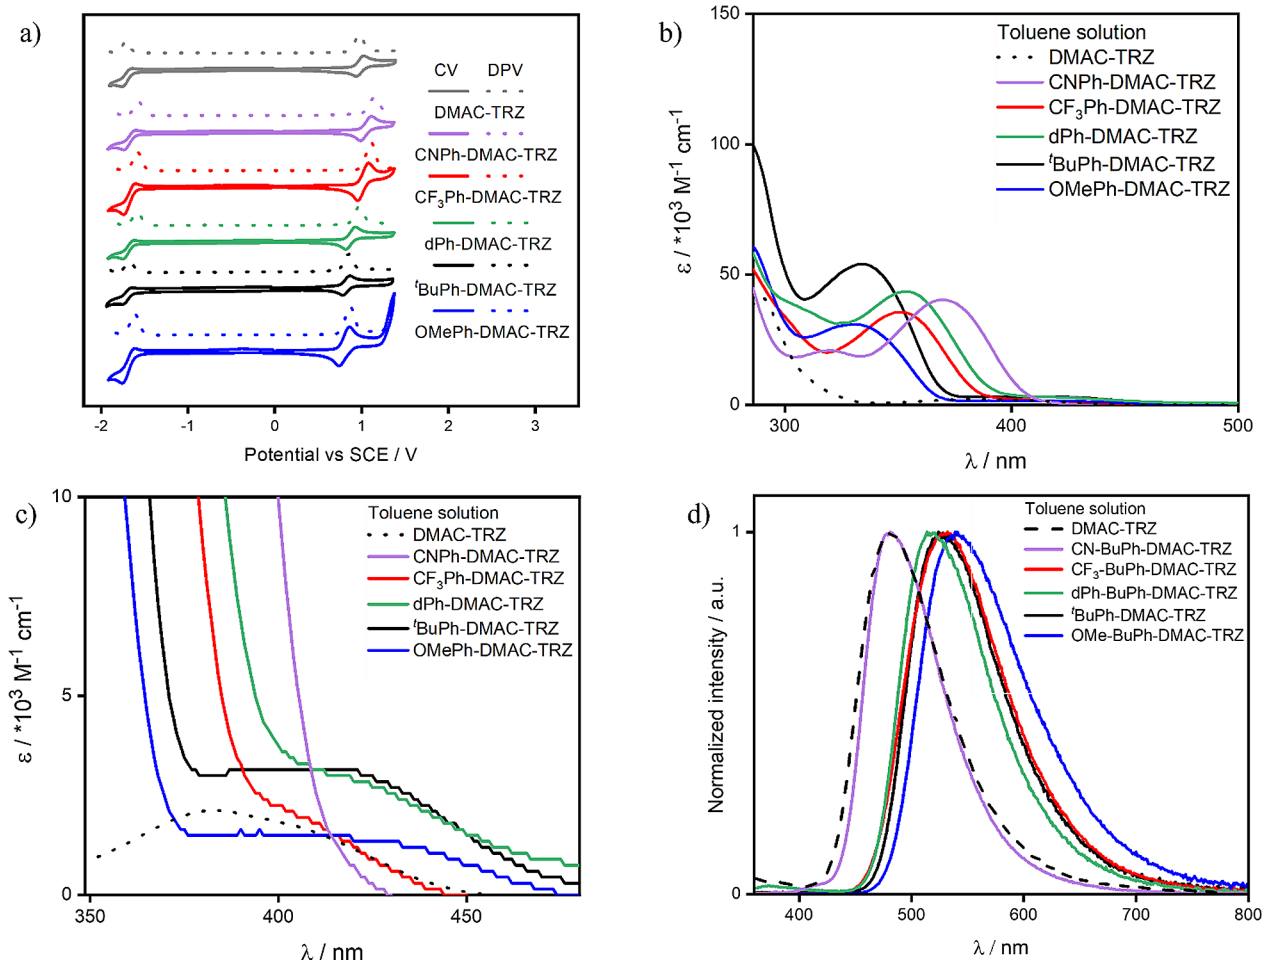 a)
CV DPV
DMAC-TRZ
CNPh-DMAC-TRZ
CF₃Ph-DMAC-TRZ
dPh-DMAC-TRZ
ᵗBuPh-DMAC-TRZ
OMePh-DMAC-TRZ
-2 -1 0 1 2 3
Potential vs SCE / V
b)
150
100
50
0
ε / *10³ M⁻¹ cm⁻¹
Toluene solution
DMAC-TRZ
CNPh-DMAC-TRZ
CF₃Ph-DMAC-TRZ
dPh-DMAC-TRZ
ᵗBuPh-DMAC-TRZ
OMePh-DMAC-TRZ
300 400 500
λ / nm
c)
10
5
0
ε / *10³ M⁻¹ cm⁻¹
Toluene solution
DMAC-TRZ
CNPh-DMAC-TRZ
CF₃Ph-DMAC-TRZ
dPh-DMAC-TRZ
ᵗBuPh-DMAC-TRZ
OMePh-DMAC-TRZ
350 400 450
λ / nm
d)
1
0
Normalized intensity / a.u.
Toluene solution
DMAC-TRZ
CN-BuPh-DMAC-TRZ
CF₃-BuPh-DMAC-TRZ
dPh-BuPh-DMAC-TRZ
ᵗBuPh-DMAC-TRZ
OMe-BuPh-DMAC-TRZ
400 500 600 700 800
λ / nm